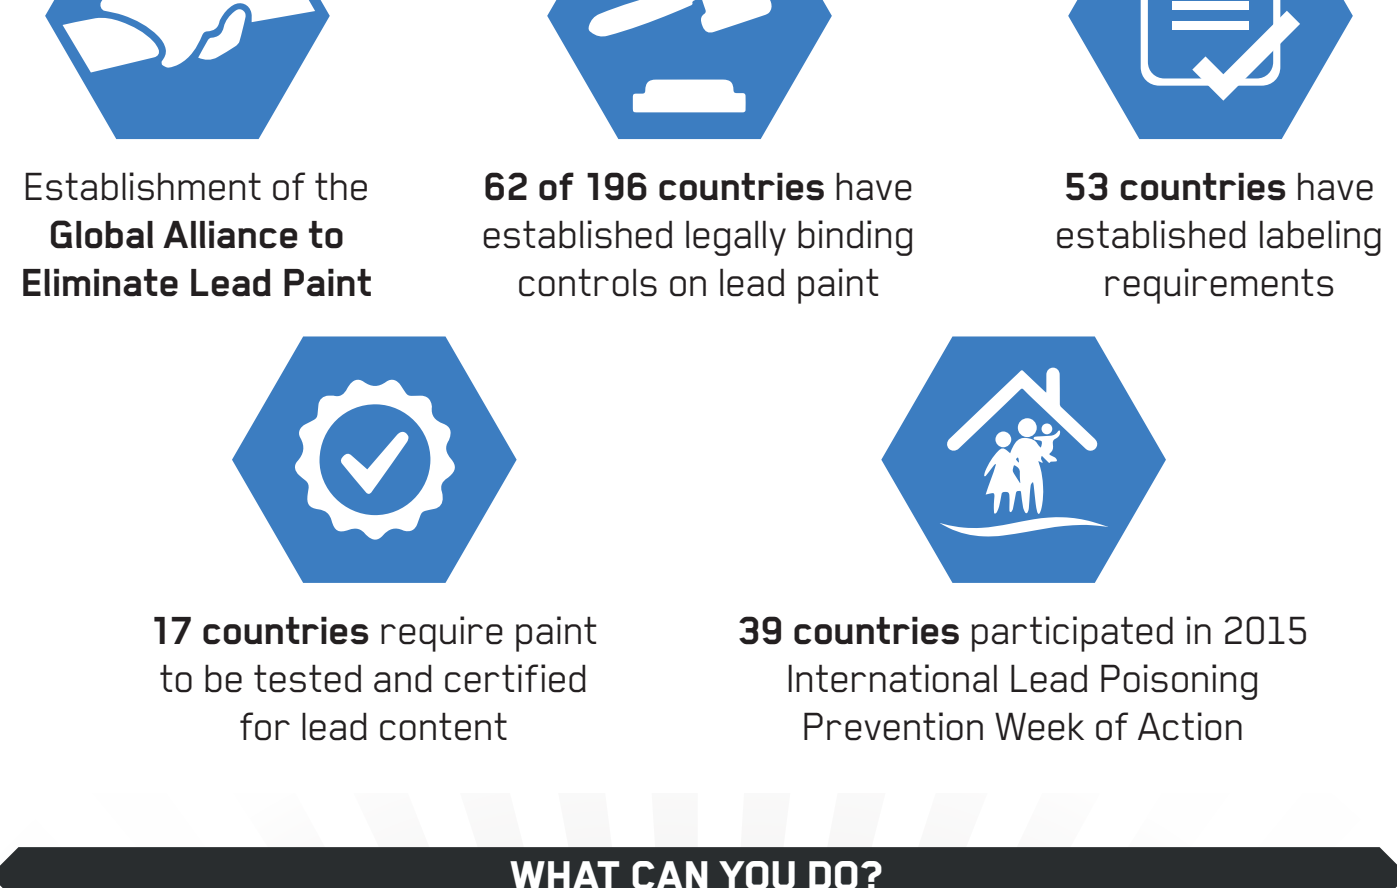 Establishment of the
Global Alliance to
Eliminate Lead Paint
62 of 196 countries have
established legally binding
controls on lead paint
53 countries have
established labeling
requirements
17 countries require paint
to be tested and certified
for lead content
39 countries participated in 2015
International Lead Poisoning
Prevention Week of Action
WHAT CAN YOU DO?